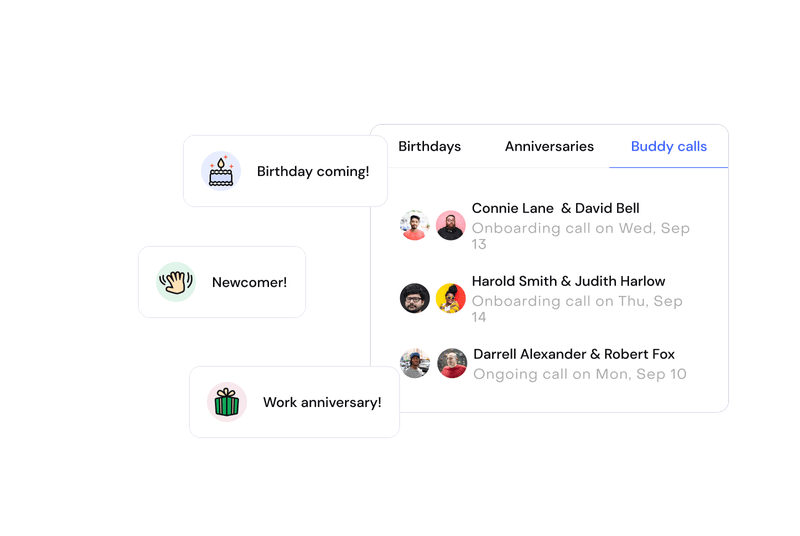 Birthdays
Anniversaries
Buddy calls
Birthday coming!
Newcomer!
Work anniversary!
Connie Lane & David Bell
Onboarding call on Wed, Sep
13
Harold Smith & Judith Harlow
Onboarding call on Thu, Sep
14
Darrell Alexander & Robert Fox
Ongoing call on Mon, Sep 10